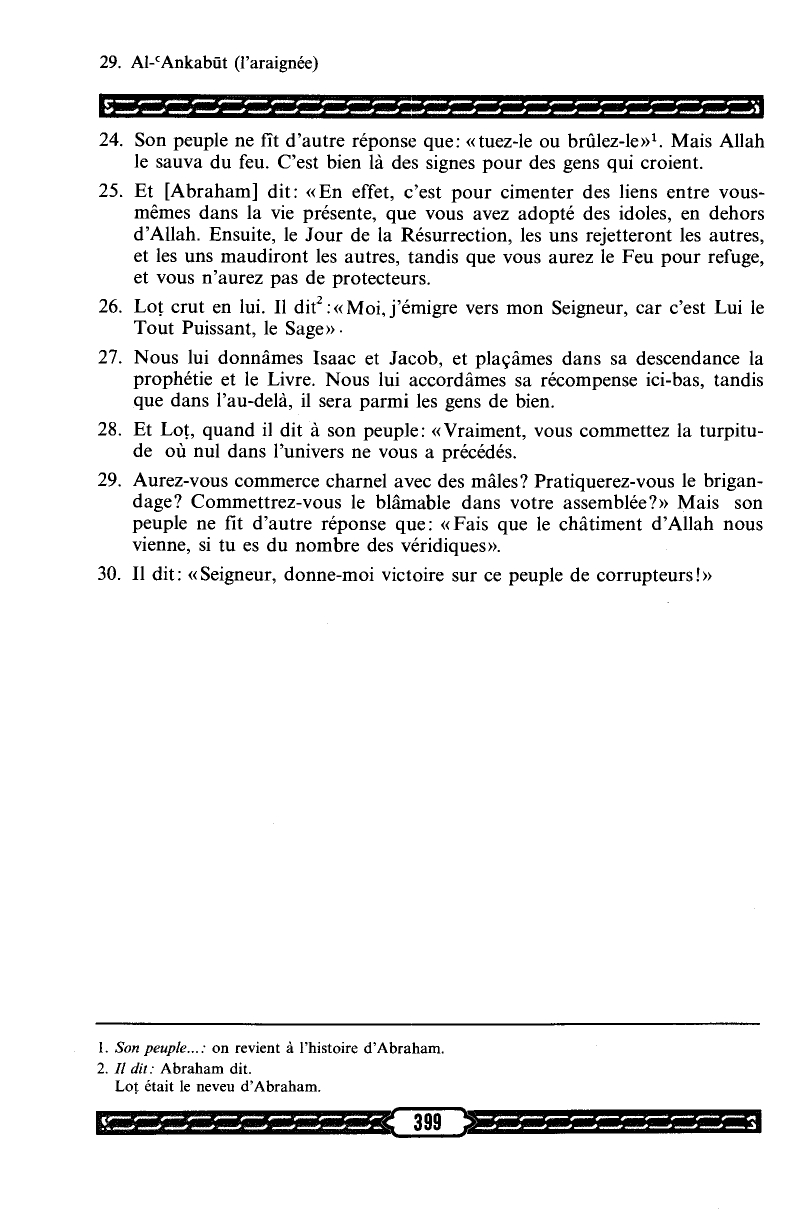 29. Al-ᶜAnkabūt (l'araignée)
24. Son peuple ne fît d'autre réponse que: «tuez-le ou brûlez-le»¹. Mais Allah
le sauva du feu. C'est bien là des signes pour des gens qui croient.
25. Et [Abraham] dit: «En effet, c'est pour cimenter des liens entre vous-
mêmes dans la vie présente, que vous avez adopté des idoles, en dehors
d'Allah. Ensuite, le Jour de la Résurrection, les uns rejetteront les autres,
et les uns maudiront les autres, tandis que vous aurez le Feu pour refuge,
et vous n'aurez pas de protecteurs.
26. Loṭ crut en lui. Il dit²:«Moi, j'émigre vers mon Seigneur, car c'est Lui le
Tout Puissant, le Sage».
27. Nous lui donnâmes Isaac et Jacob, et plaçâmes dans sa descendance la
prophétie et le Livre. Nous lui accordâmes sa récompense ici-bas, tandis
que dans l'au-delà, il sera parmi les gens de bien.
28. Et Loṭ, quand il dit à son peuple: «Vraiment, vous commettez la turpitu-
de où nul dans l'univers ne vous a précédés.
29. Aurez-vous commerce charnel avec des mâles? Pratiquerez-vous le brigan-
dage? Commettrez-vous le blâmable dans votre assemblée?» Mais son
peuple ne fît d'autre réponse que: «Fais que le châtiment d'Allah nous
vienne, si tu es du nombre des véridiques».
30. Il dit: «Seigneur, donne-moi victoire sur ce peuple de corrupteurs!»
1. Son peuple...: on revient à l'histoire d'Abraham.
2. Il dit: Abraham dit.
Loṭ était le neveu d'Abraham.
399